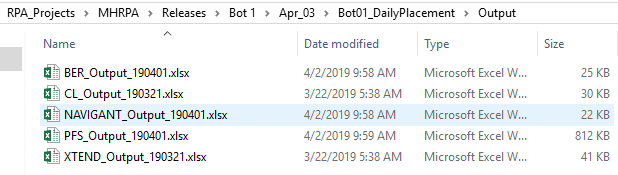 RPA_Projects > MHRPA > Releases > Bot 1 > Apr_03 > Bot01_DailyPlacement > Output
Name Date modified Type Size
BER_Output_190401.xlsx 4/2/2019 9:58 AM Microsoft Excel W... 25 KB
CL_Output_190321.xlsx 3/22/2019 5:38 AM Microsoft Excel W... 30 KB
NAVIGANT_Output_190401.xlsx 4/2/2019 9:58 AM Microsoft Excel W... 22 KB
PFS_Output_190401.xlsx 4/2/2019 9:59 AM Microsoft Excel W... 812 KB
XTEND_Output_190321.xlsx 3/22/2019 5:38 AM Microsoft Excel W... 41 KB